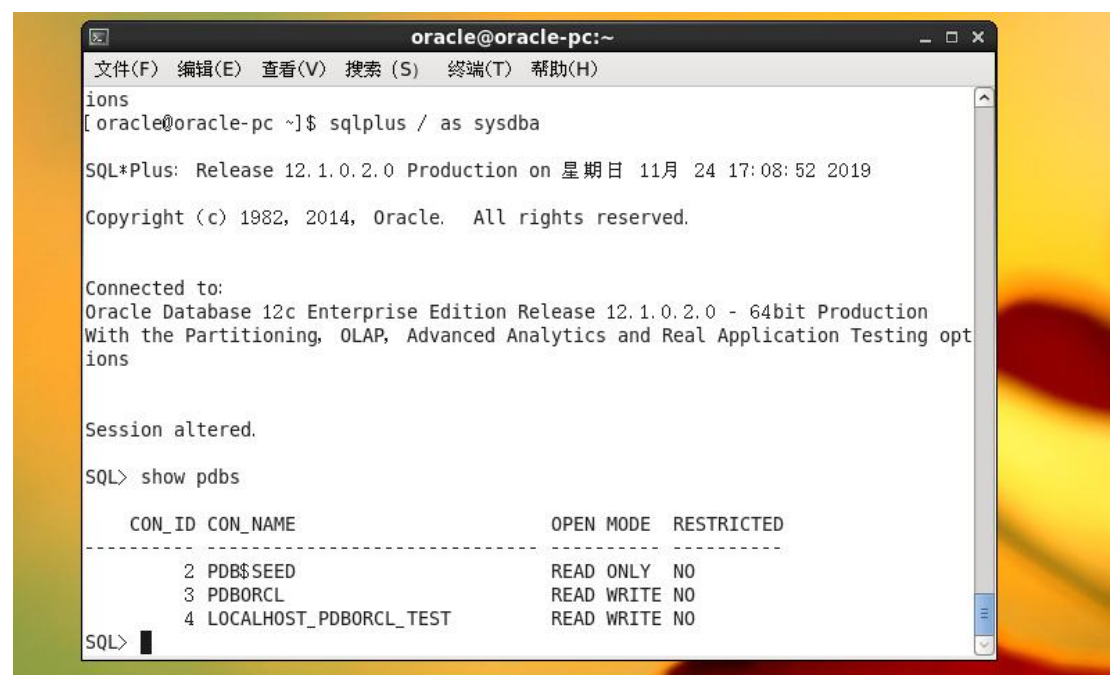 oracle@oracle-pc:~
文件(F) 编辑(E) 查看(V) 搜索 (S) 终端(T) 帮助(H)
ions
[oracle@oracle-pc ~]$ sqlplus / as sysdba
SQL*Plus: Release 12.1.0.2.0 Production on 星期日 11月 24 17:08:52 2019
Copyright (c) 1982, 2014, Oracle.  All rights reserved.
Connected to:
Oracle Database 12c Enterprise Edition Release 12.1.0.2.0 - 64bit Production
With the Partitioning, OLAP, Advanced Analytics and Real Application Testing opt
ions
Session altered.
SQL> show pdbs
CON_ID CON_NAME OPEN MODE RESTRICTED
---------- ------------------------------ ---------- ----------
2 PDB$SEED READ ONLY NO
3 PDBORCL READ WRITE NO
4 LOCALHOST_PDBORCL_TEST READ WRITE NO
SQL>